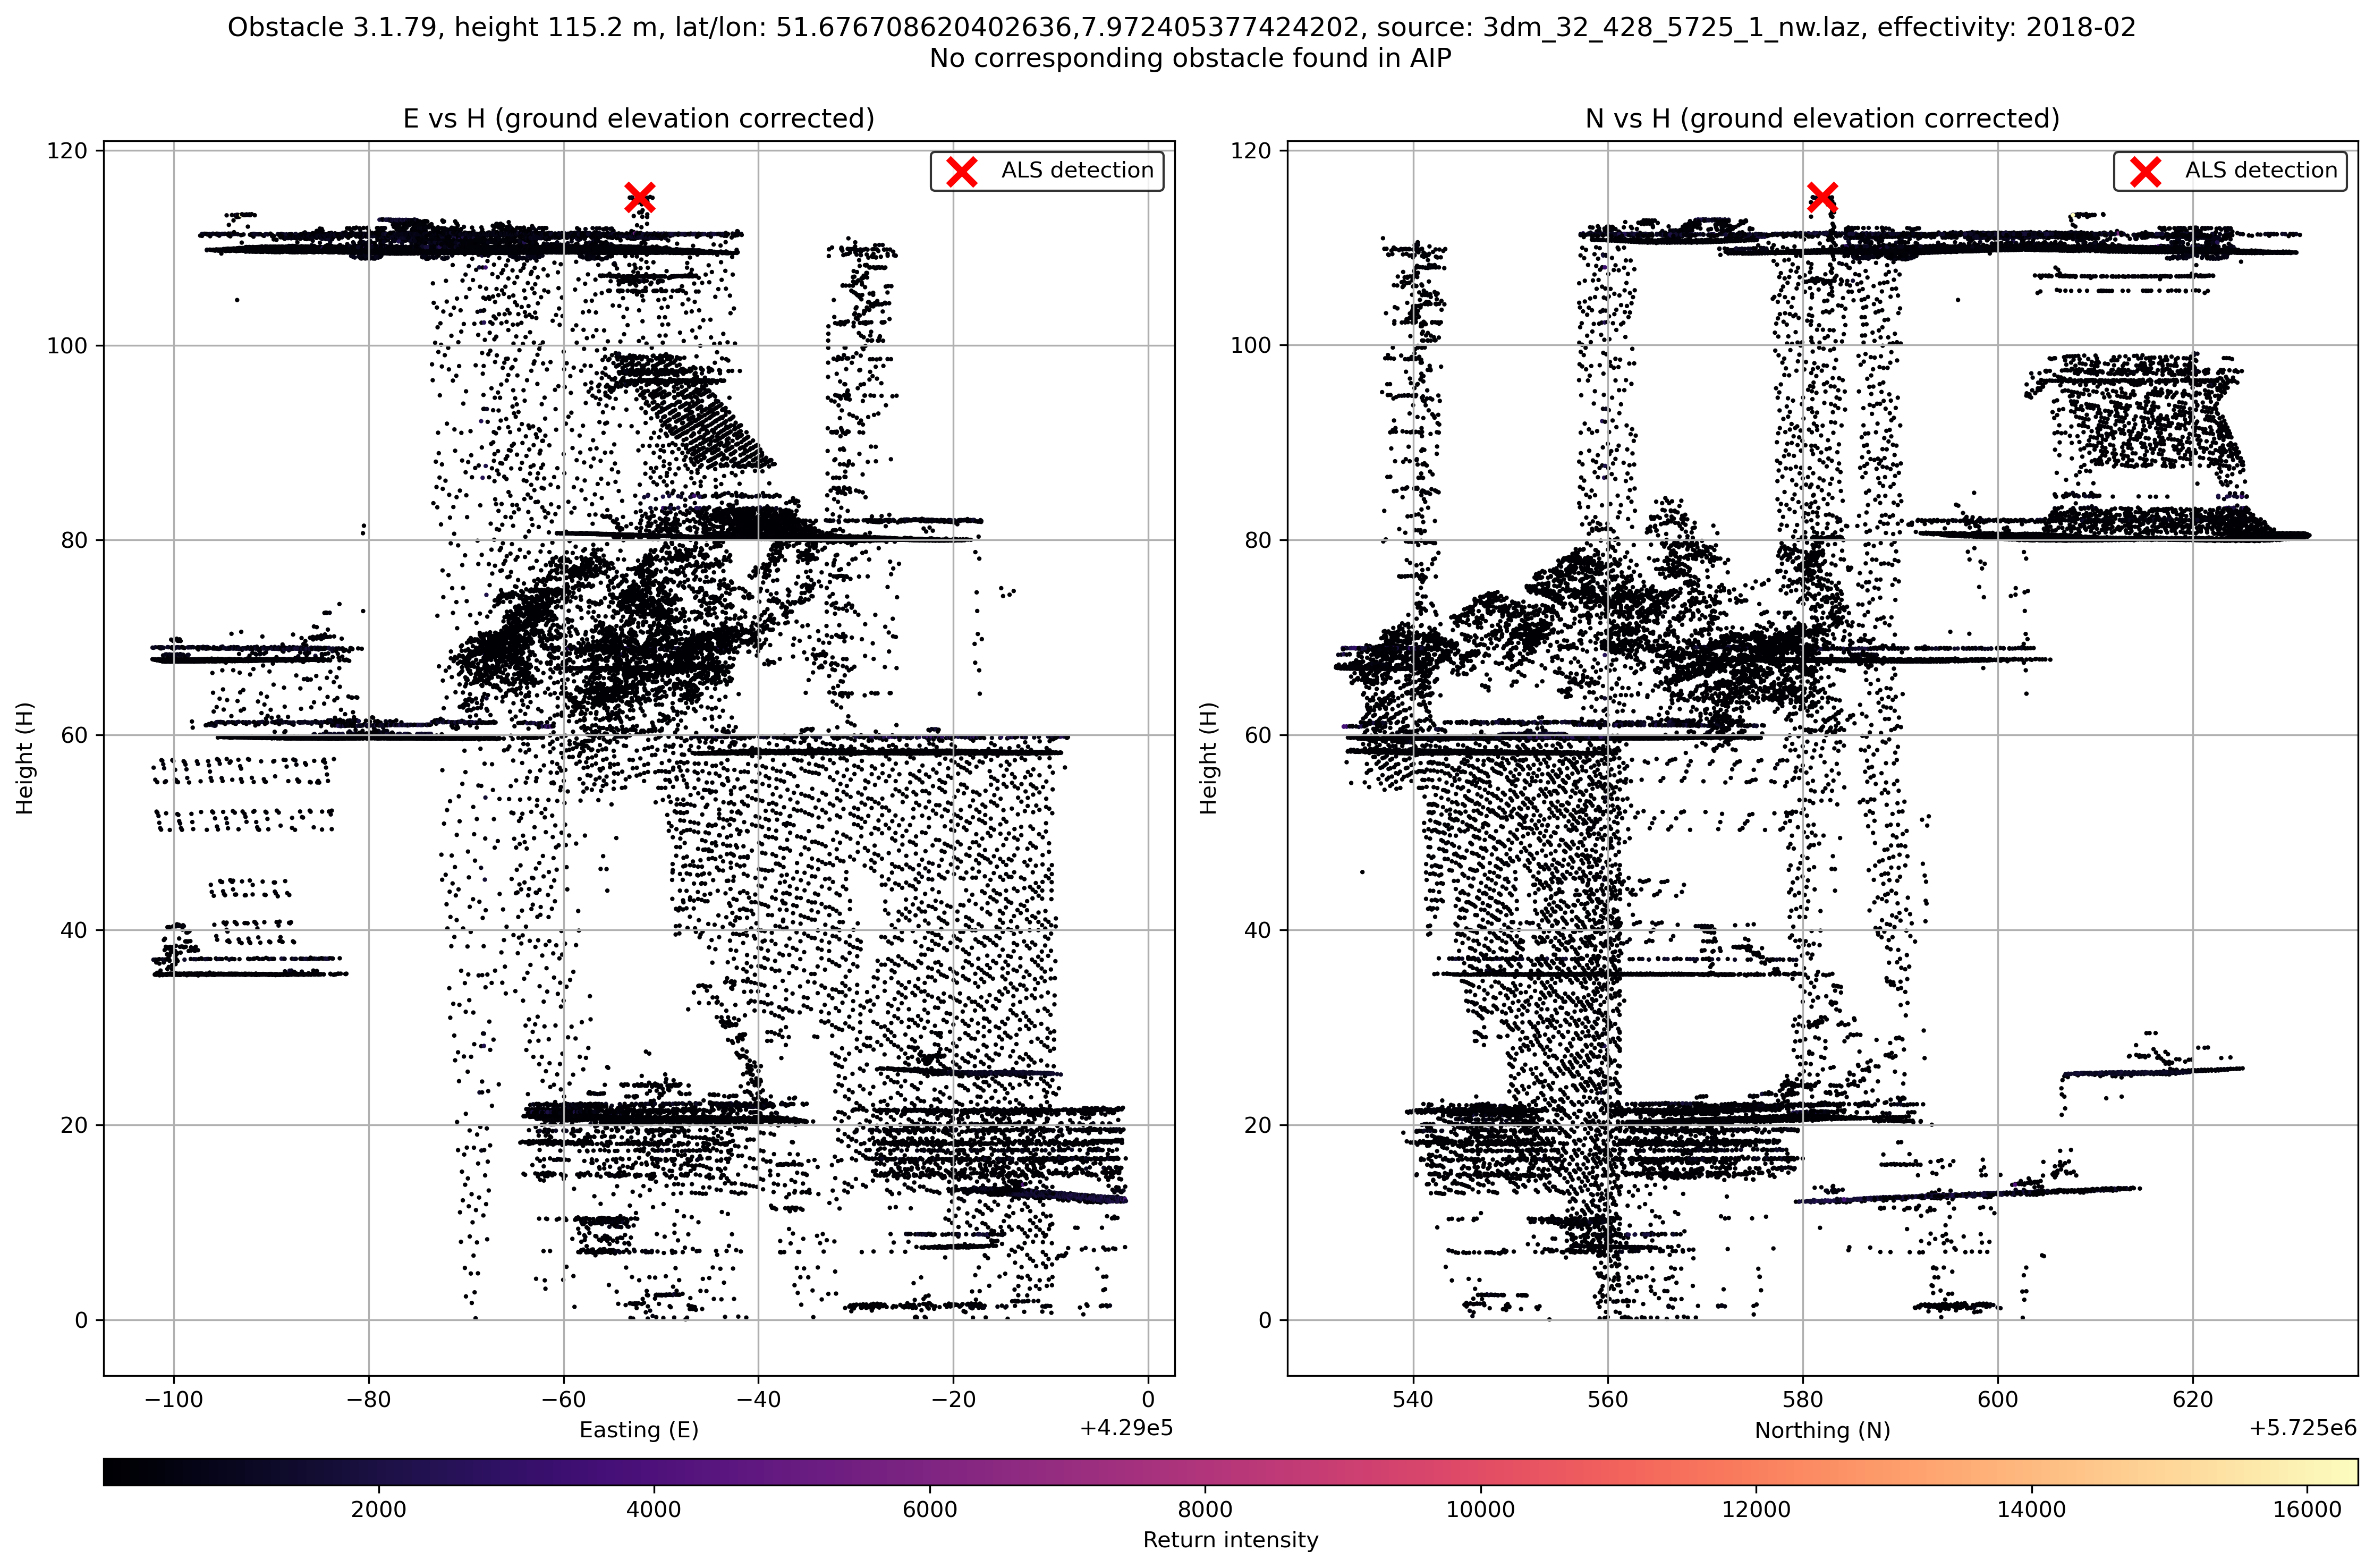 Obstacle 3.1.79, height 115.2 m, lat/lon: 51.676708620402636,7.972405377424202, source: 3dm_32_428_5725_1_nw.laz, effectivity: 2018-02
No corresponding obstacle found in AIP
E vs H (ground elevation corrected)
ALS detection
120
100
80
60
40
20
0
Height (H)
−100
−80
−60
−40
−20
0
Easting (E)
+4.29e5
N vs H (ground elevation corrected)
ALS detection
120
100
80
60
40
20
0
Height (H)
540
560
580
600
620
Northing (N)
+5.725e6
2000
4000
6000
8000
10000
12000
14000
16000
Return intensity